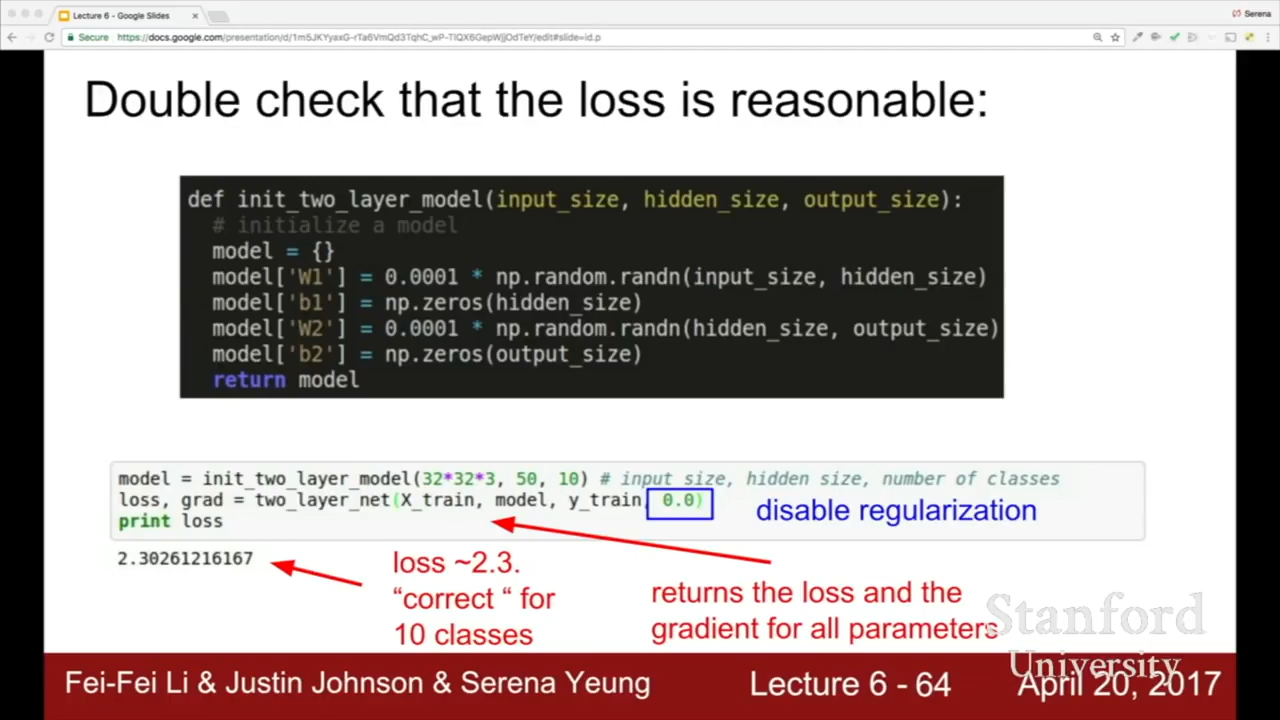 Lecture 6 - Google Slides
Serena
Secure
https://docs.google.com/presentation/d/1m5JKYyaxG-rTa6VmQd3TqhC_wP-TIQX6GepWjjOdTeY/edit#slide=id.p
Double check that the loss is reasonable:
def init_two_layer_model(input_size, hidden_size, output_size):
# initialize a model
model = {}
model['W1'] = 0.0001 * np.random.randn(input_size, hidden_size)
model['b1'] = np.zeros(hidden_size)
model['W2'] = 0.0001 * np.random.randn(hidden_size, output_size)
model['b2'] = np.zeros(output_size)
return model
model = init_two_layer_model(32*32*3, 50, 10) # input size, hidden size, number of classes
loss, grad = two_layer_net(X_train, model, y_train, 0.0)
disable regularization
print loss
2.30261216167
loss ~2.3.
“correct “ for
10 classes
returns the loss and the
gradient for all parameters
Stanford
University
Fei-Fei Li & Justin Johnson & Serena Yeung
Lecture 6 - 64
April 20, 2017